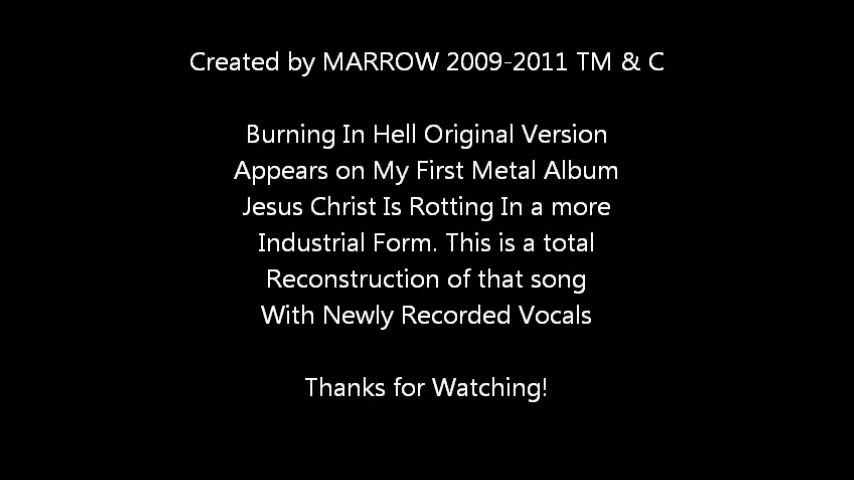 Created by MARROW 2009-2011 TM & C
Burning In Hell Original Version
Appears on My First Metal Album
Jesus Christ Is Rotting In a more
Industrial Form. This is a total
Reconstruction of that song
With Newly Recorded Vocals
Thanks for Watching!